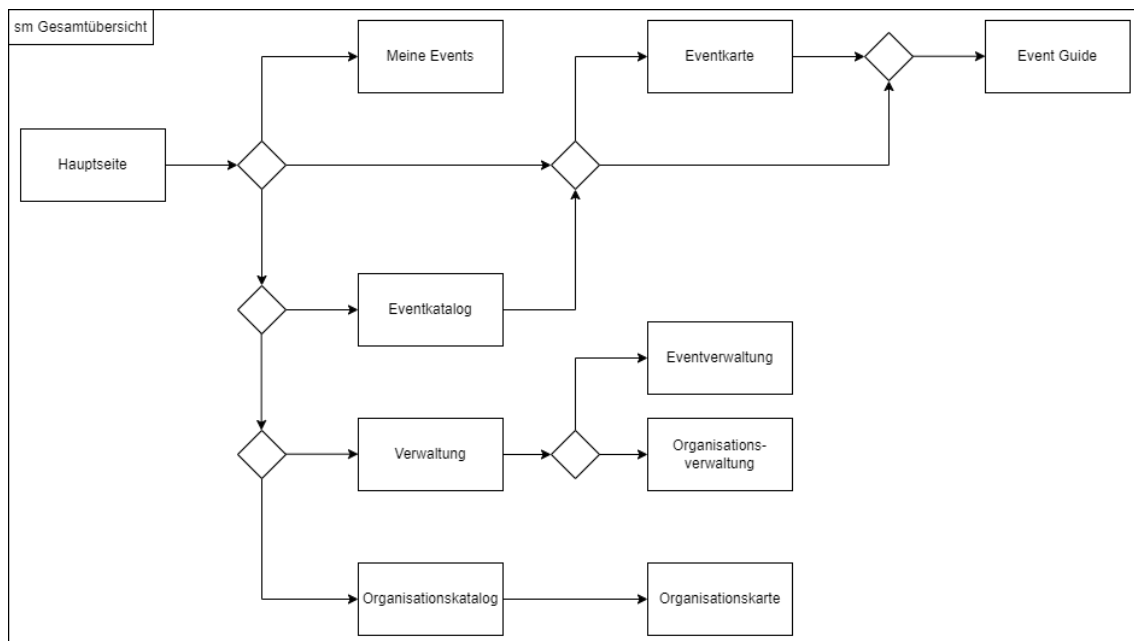 sm Gesamtübersicht
Meine Events
Eventkarte
Event Guide
Hauptseite
Eventkatalog
Eventverwaltung
Verwaltung
Organisations-
verwaltung
Organisationskatalog
Organisationskarte